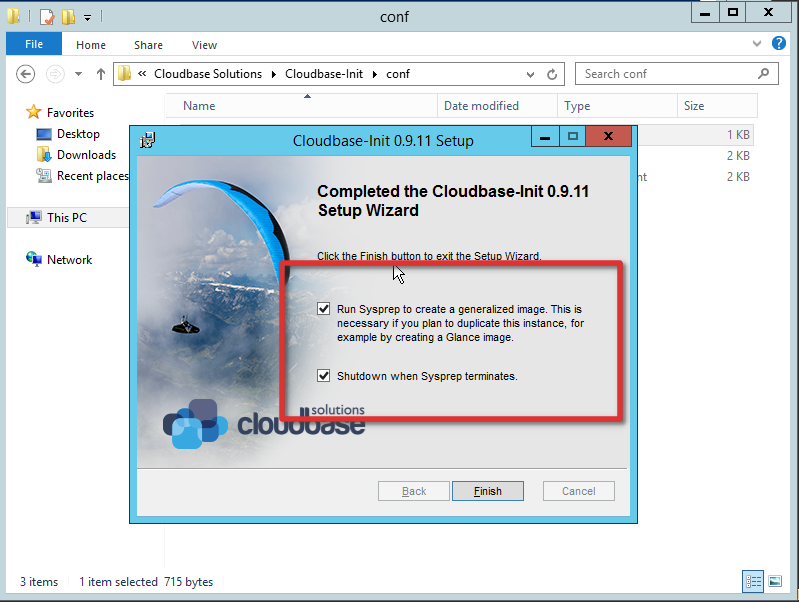 conf
File Home Share View
« Cloudbase Solutions Cloudbase-Init conf Search conf
Name Date modified Type Size
Favorites
Desktop
Downloads
Recent places
This PC
Network
1 KB
2 KB
nt 2 KB
Cloudbase-Init 0.9.11 Setup
Completed the Cloudbase-Init 0.9.11
Setup Wizard
Click the Finish button to exit the Setup Wizard.
Run Sysprep to create a generalized image. This is
necessary if you plan to duplicate this instance, for
example by creating a Glance image.
Shutdown when Sysprep terminates.
solutions
cloudbase
Back Finish Cancel
3 items 1 item selected 715 bytes